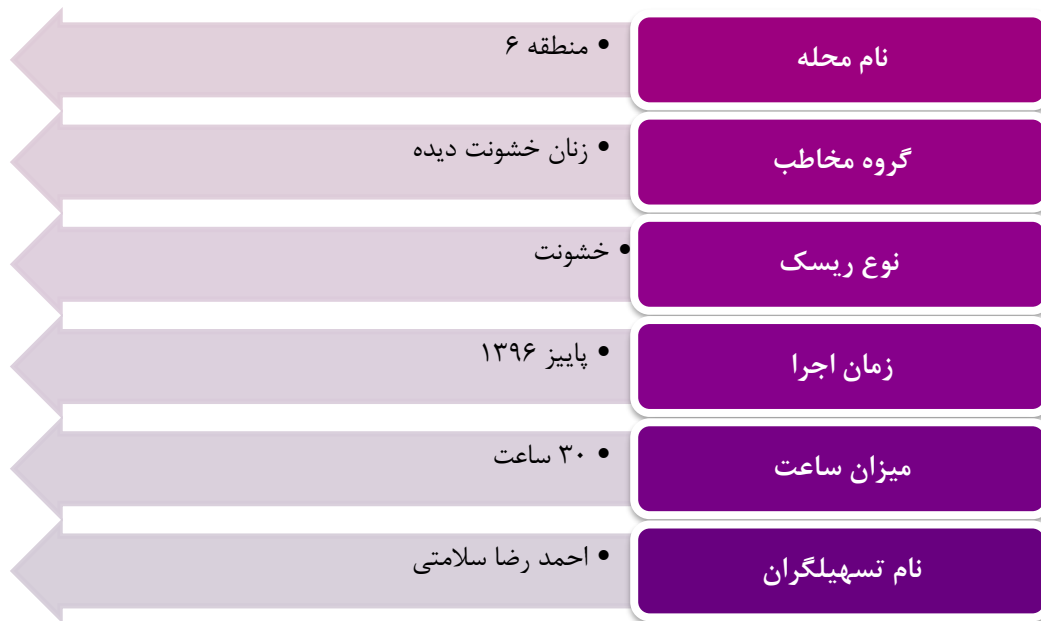 نام محله
• منطقه ۶
گروه مخاطب
• زنان خشونت دیده
نوع ریسک
• خشونت
زمان اجرا
• پاییز ۱۳۹۶
میزان ساعت
• ۳۰ ساعت
نام تسهیلگران
• احمد رضا سلامتی